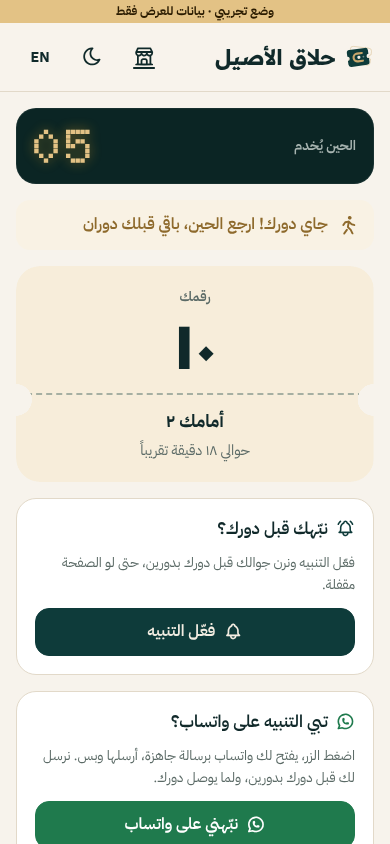 وضع تجريبي · بيانات للعرض فقط
حلاق الأصيل
EN
الحين يُخدم
05
جاي دورك! ارجع الحين، باقي قبلك دوران
رقمك
١٠
أمامك ٢
حوالي ١٨ دقيقة تقريباً
نبّهك قبل دورك؟
فعّل التنبيه ونرن جوالك قبل دورك بدورين، حتى لو الصفحة
مقفلة.
فعّل التنبيه
تبي التنبيه على واتساب؟
اضغط الزر، يفتح لك واتساب برسالة جاهزة، أرسلها وبس. نرسل
لك قبل دورك بدورين، ولما يوصل دورك.
نبّهني على واتساب